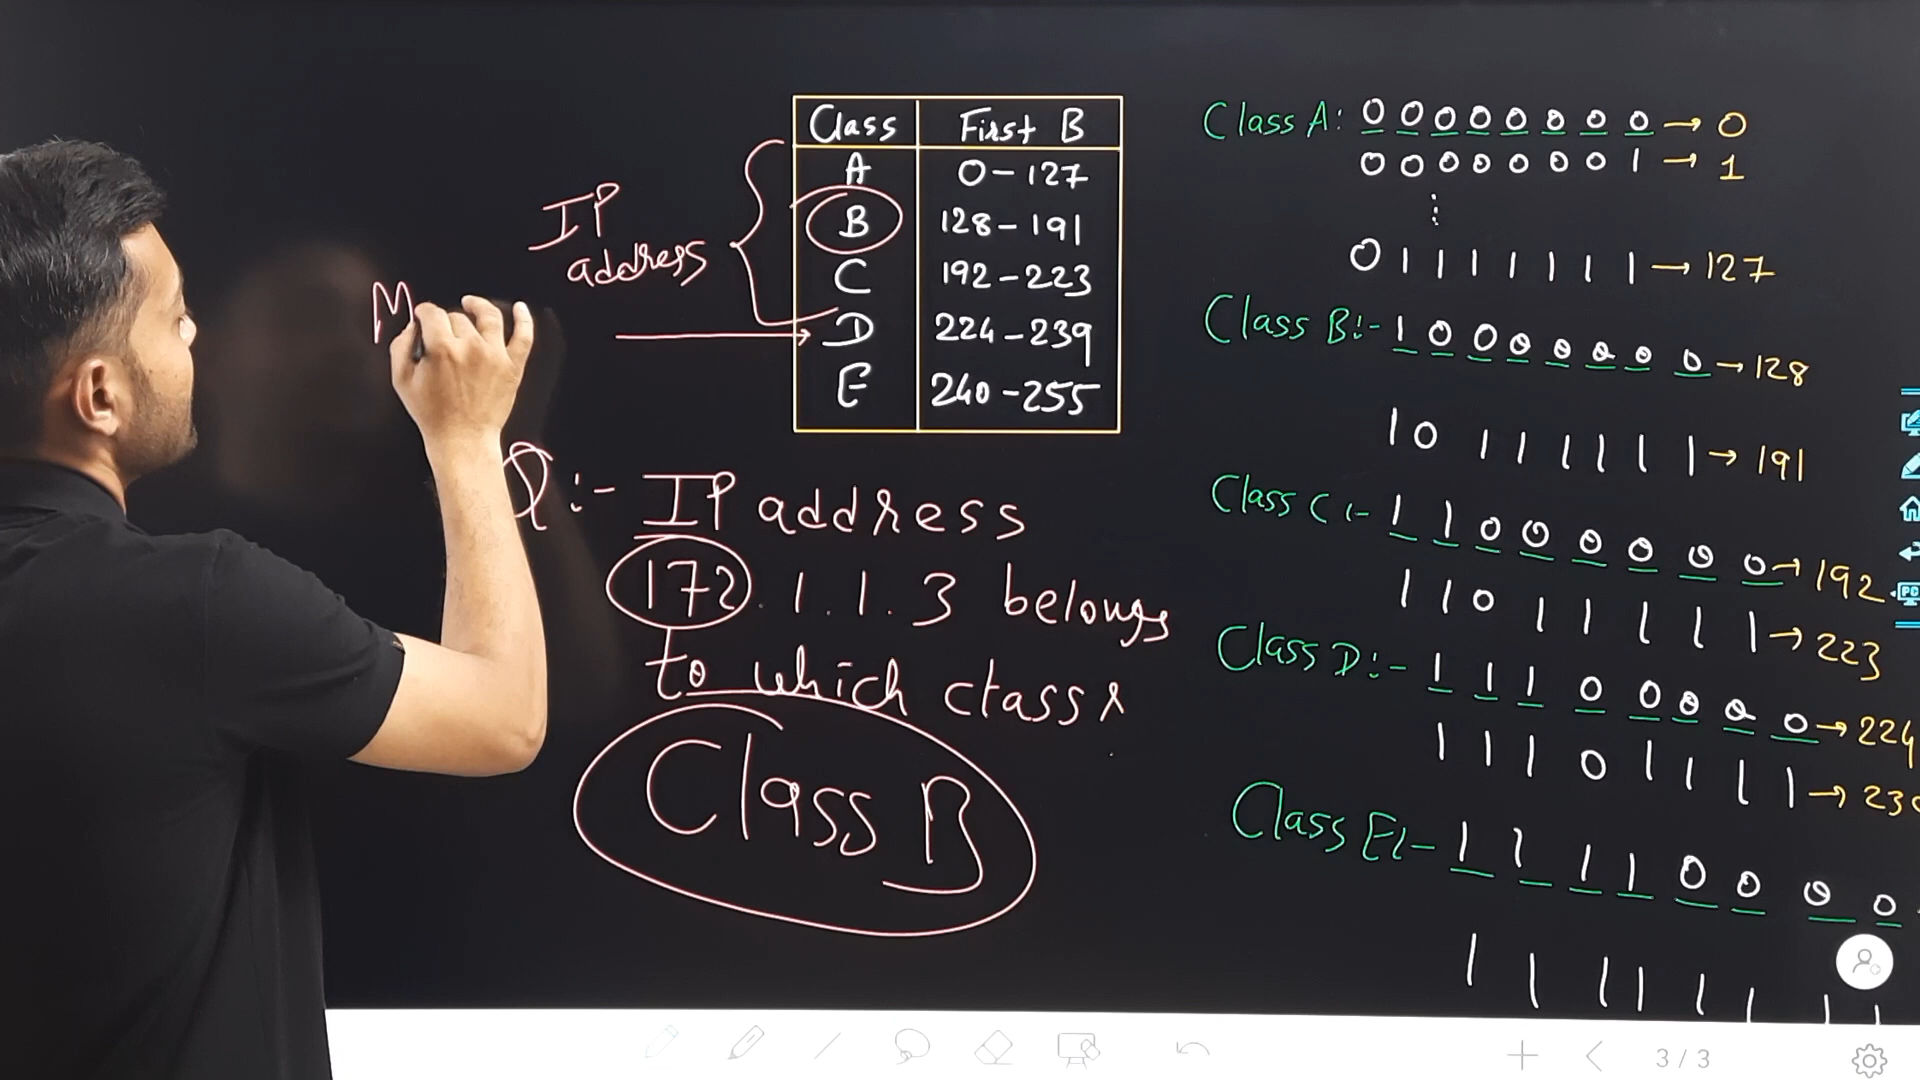 Class First B
A 0-127
B 128-191
C 192-223
D 224-239
E 240-255
IP
address
M
Q:- IP address
172.1.1.3 belongs
to which class
Class B
Class A: 0 0 0 0 0 0 0 0 → 0
0 0 0 0 0 0 0 1 → 1
⋮
0 1 1 1 1 1 1 1 → 127
Class B:- 1 0 0 0 0 0 0 0 → 128
1 0 1 1 1 1 1 1 → 191
Class C:- 1 1 0 0 0 0 0 0 → 192
1 1 0 1 1 1 1 1 → 223
Class D:- 1 1 1 0 0 0 0 0 → 224
1 1 1 0 1 1 1 1 → 23
Class E:- 1 1 1 1 0 0 0 0
1 1 1 1 1 1 1 1
PC
3 / 3